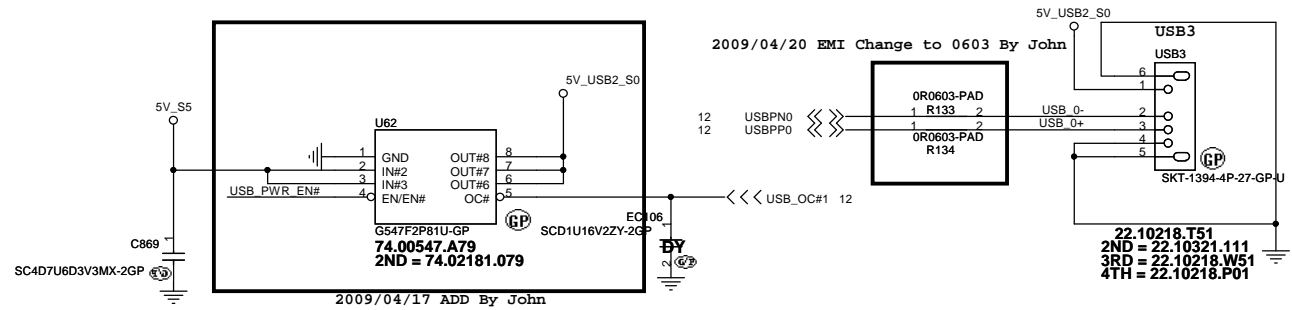 5V_USB2_S0
USB3
2009/04/20 EMI Change to 0603 By John
USB3
5V_USB2_S0
5V_S5
0R0603-PAD
R133
0R0603-PAD
R134
12 USBPN0
12 USBPP0
1 2
1 2
USB_0-
USB_0+
6
1
2
3
4
5
GP
SKT-1394-4P-27-GP-U
U62
1 GND OUT#8 8
2 IN#2 OUT#7 7
3 IN#3 OUT#6 6
4 EN/EN# OC# 5
USB_PWR_EN#
G547F2P81U-GP
GP
74.00547.A79
2ND = 74.02181.079
USB_OC#1 12
EC106
SCD1U16V2ZY-2GP
1
DY
2
C869
1
SC4D7U6D3V3MX-2GP
2009/04/17 ADD By John
22.10218.T51
2ND = 22.10321.111
3RD = 22.10218.W51
4TH = 22.10218.P01